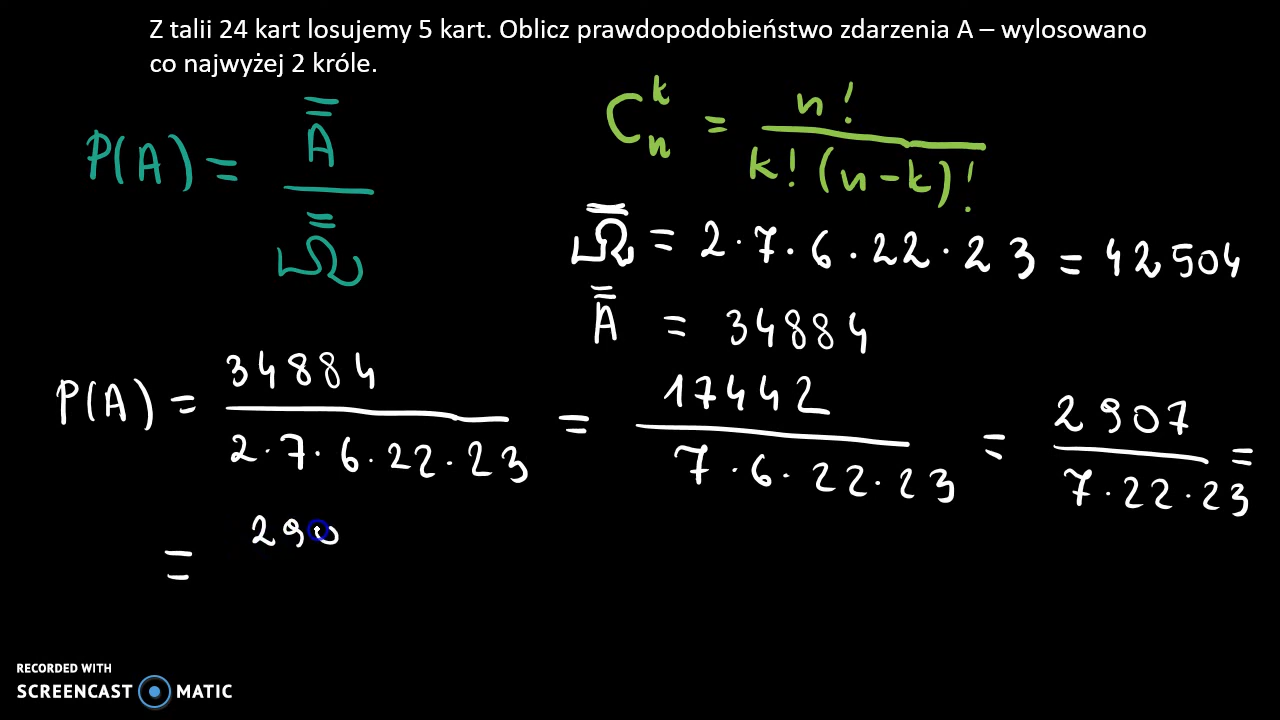 Z talii 24 kart losujemy 5 kart. Oblicz prawdopodobieństwo zdarzenia A – wylosowano
co najwyżej 2 króle.
P(A) = A / Ω
C_n^k = n! / k! (n-k)!
Ω = 2·7·6·22·23 = 42504
A = 34884
P(A) = 34884 / 2·7·6·22·23 = 17442 / 7·6·22·23 = 2907 / 7·22·23 =
= 290
RECORDED WITH
SCREENCAST MATIC